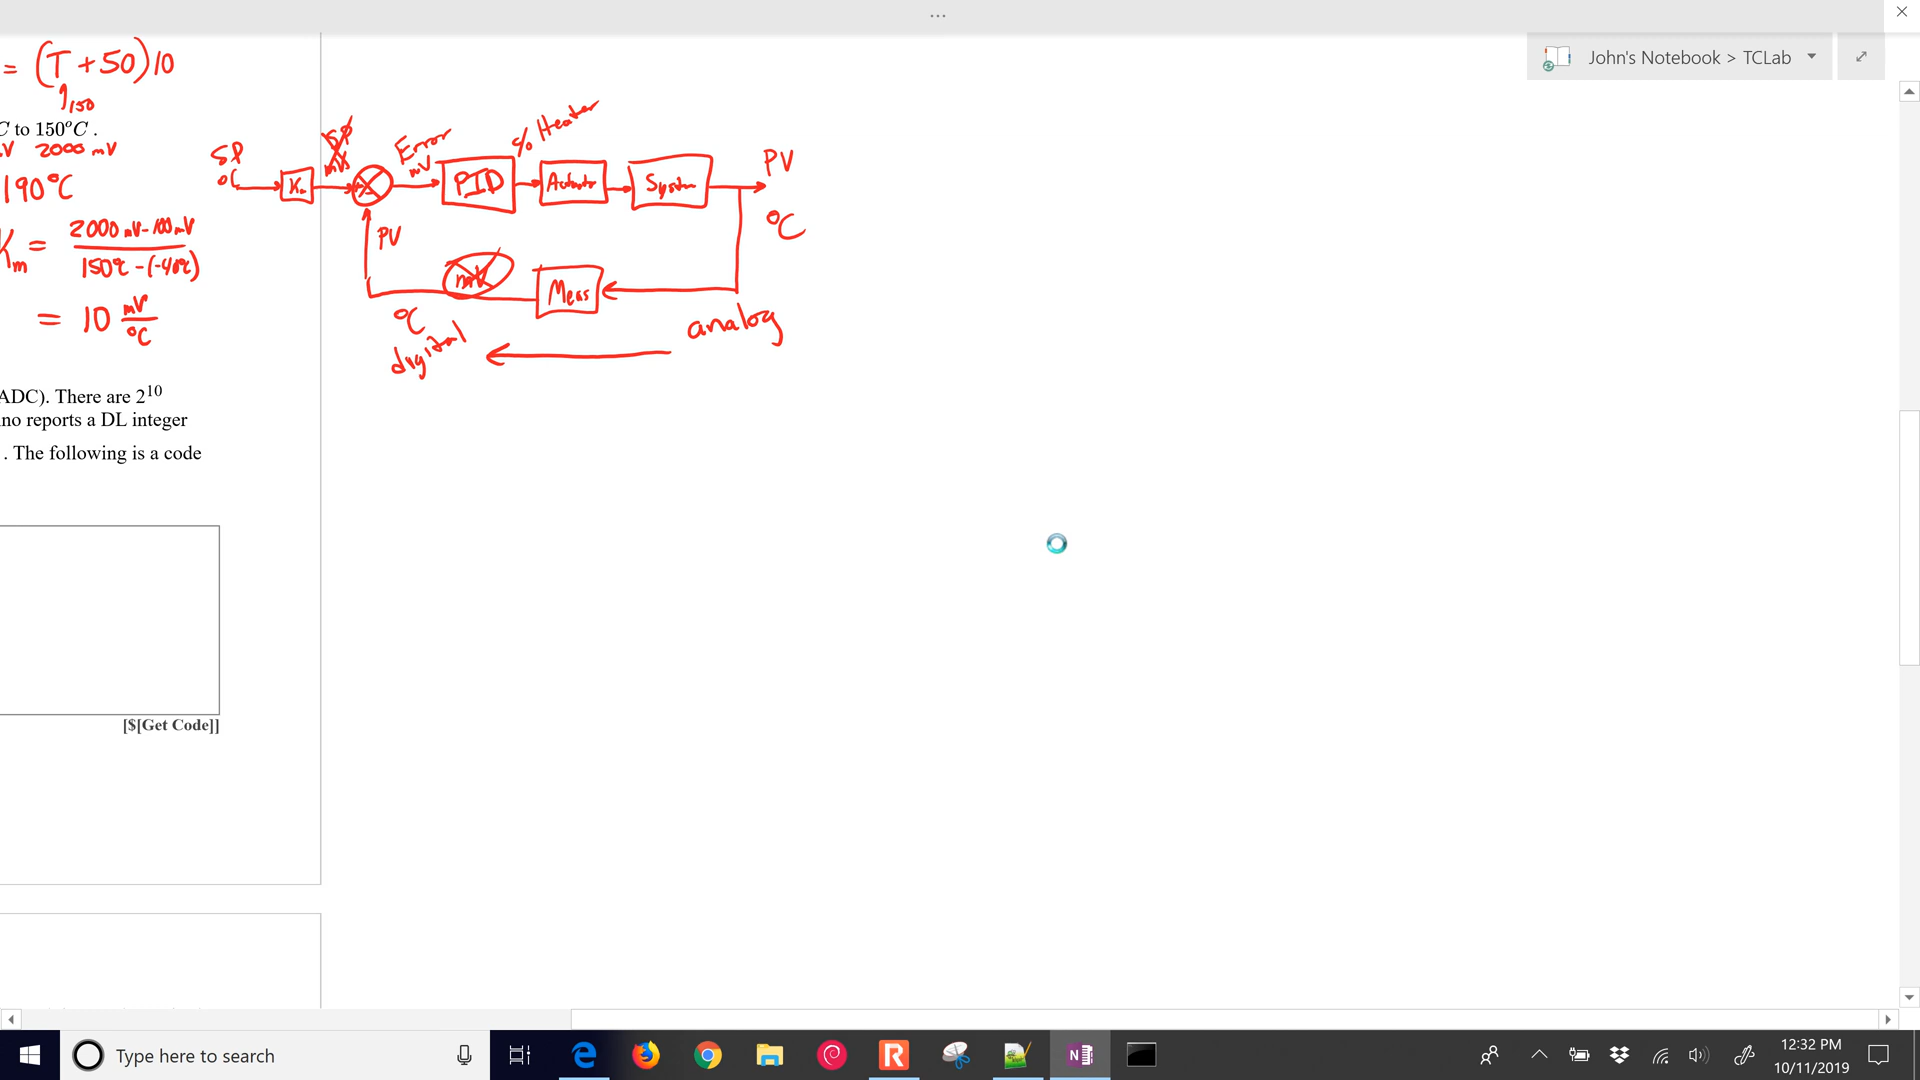 ...
John's Notebook > TCLab
= (T + 50) 10
150
C to 150°C .
V 2000 mV
190°C
Km = 2000 mV - 100 mV
150°C - (-40°C)
= 10 mV
°C
SP
°C
Km
SP
mV
Error
mV
% Heater
PID
Actuator
System
PV
°C
PV
mV
Meas
°C
digital
analog
ADC). There are 2¹⁰
no reports a DL integer
. The following is a code
[$[Get Code]]
Type here to search
12:32 PM
10/11/2019